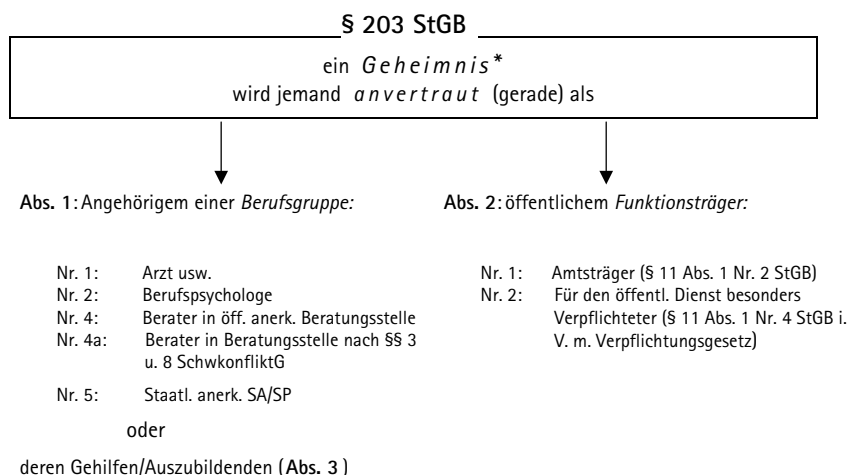 § 203 StGB
ein Geheimnis*
wird jemand anvertraut (gerade) als
Abs. 1: Angehörigem einer Berufsgruppe:
Nr. 1: Arzt usw.
Nr. 2: Berufspsychologe
Nr. 4: Berater in öff. anerk. Beratungsstelle
Nr. 4a: Berater in Beratungsstelle nach §§ 3
u. 8 SchwkonfliktG
Nr. 5: Staatl. anerk. SA/SP
oder
deren Gehilfen/Auszubildenden (Abs. 3)
Abs. 2: öffentlichem Funktionsträger:
Nr. 1: Amtsträger (§ 11 Abs. 1 Nr. 2 StGB)
Nr. 2: Für den öffentl. Dienst besonders
Verpflichteter (§ 11 Abs. 1 Nr. 4 StGB i.
V. m. Verpflichtungsgesetz)